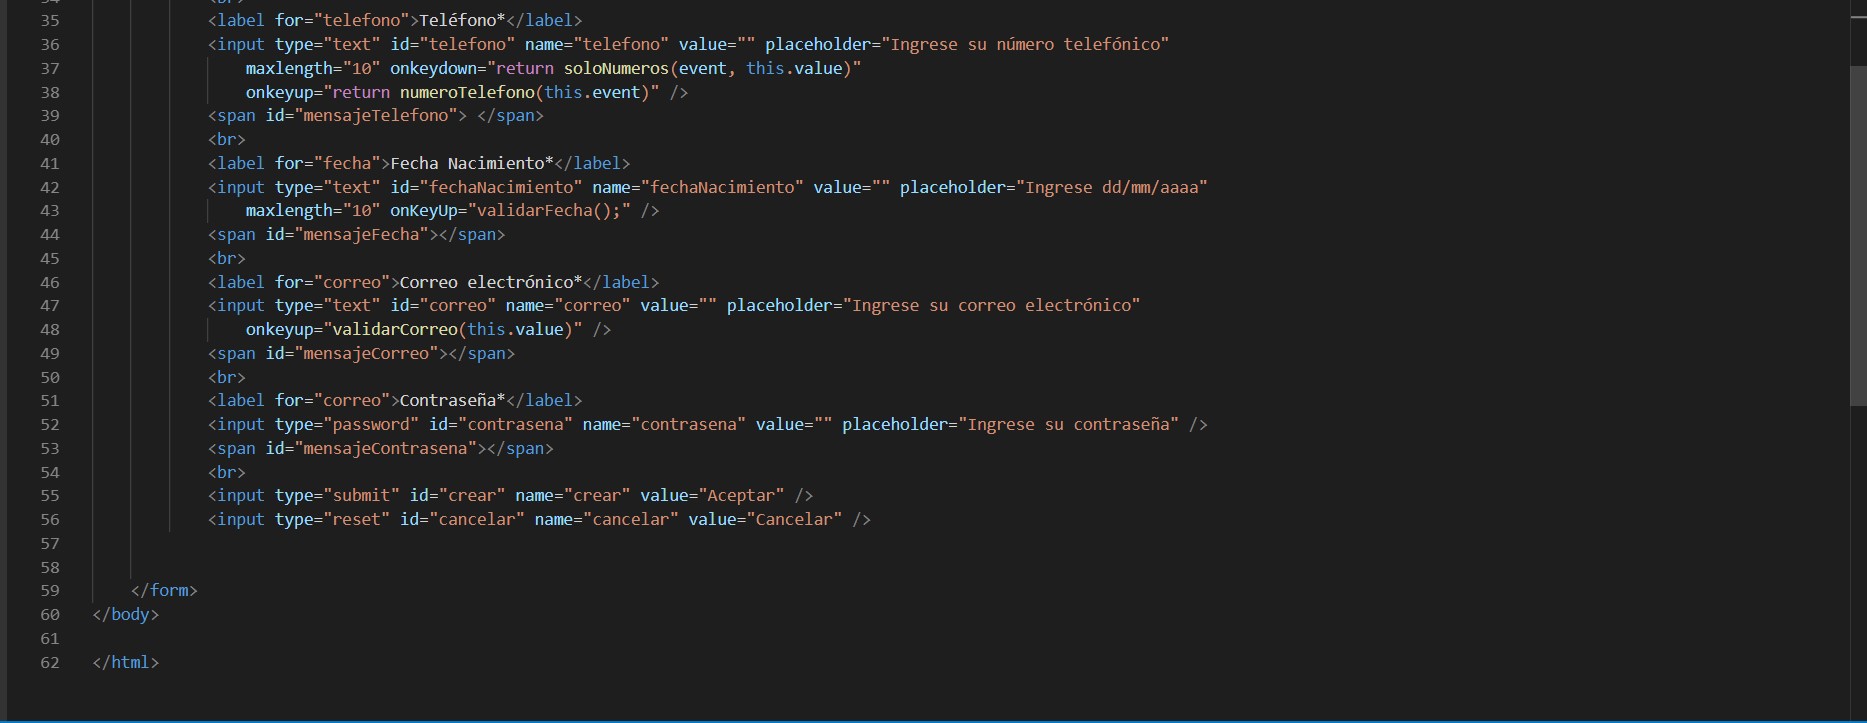 34 <br>
35 <label for="telefono">Teléfono*</label>
36 <input type="text" id="telefono" name="telefono" value="" placeholder="Ingrese su número telefónico"
37 maxlength="10" onkeydown="return soloNumeros(event, this.value)"
38 onkeyup="return numeroTelefono(this.event)" />
39 <span id="mensajeTelefono"> </span>
40 <br>
41 <label for="fecha">Fecha Nacimiento*</label>
42 <input type="text" id="fechaNacimiento" name="fechaNacimiento" value="" placeholder="Ingrese dd/mm/aaaa"
43 maxlength="10" onKeyUp="validarFecha();" />
44 <span id="mensajeFecha"></span>
45 <br>
46 <label for="correo">Correo electrónico*</label>
47 <input type="text" id="correo" name="correo" value="" placeholder="Ingrese su correo electrónico"
48 onkeyup="validarCorreo(this.value)" />
49 <span id="mensajeCorreo"></span>
50 <br>
51 <label for="correo">Contraseña*</label>
52 <input type="password" id="contrasena" name="contrasena" value="" placeholder="Ingrese su contraseña" />
53 <span id="mensajeContrasena"></span>
54 <br>
55 <input type="submit" id="crear" name="crear" value="Aceptar" />
56 <input type="reset" id="cancelar" name="cancelar" value="Cancelar" />
57
58
59 </form>
60 </body>
61
62 </html>